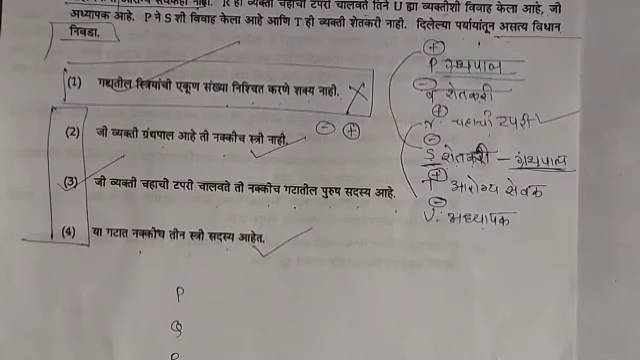 R ही व्यक्ती चहाची टपरी चालवते तिने U ह्या व्यक्तीशी विवाह केला आहे, जी
अध्यापक आहे. P ने S शी विवाह केला आहे आणि T ही व्यक्ती शेतकरी नाही. दिलेल्या पर्यायांतून असत्य विधान
निवडा.
(1) गटातील स्त्रियांची एकूण संख्या निश्चित करणे शक्य नाही.
(2) जी व्यक्ती ग्रंथपाल आहे ती नक्कीच स्त्री नाही.
(3) जी व्यक्ती चहाची टपरी चालवते ती नक्कीच गटातील पुरुष सदस्य आहे.
(4) या गटात नक्कीच तीन स्त्री सदस्य आहेत.
P ग्रंथपाल
शेतकरी
चहाची टपरी
S शेतकरी – ग्रंथपाल
T आरोग्य सेवक
U. अध्यापक
P
Q